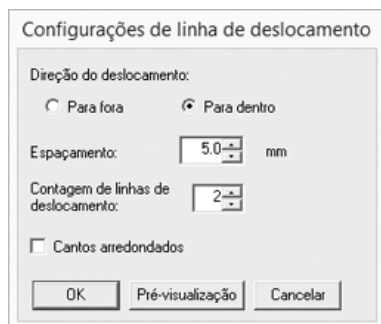 Configurações de linha de deslocamento
Direção do deslocamento:
Para fora Para dentro
Espaçamento: 5.0 mm
Contagem de linhas de
deslocamento: 2
Cantos arredondados
OK Pré-visualização Cancelar